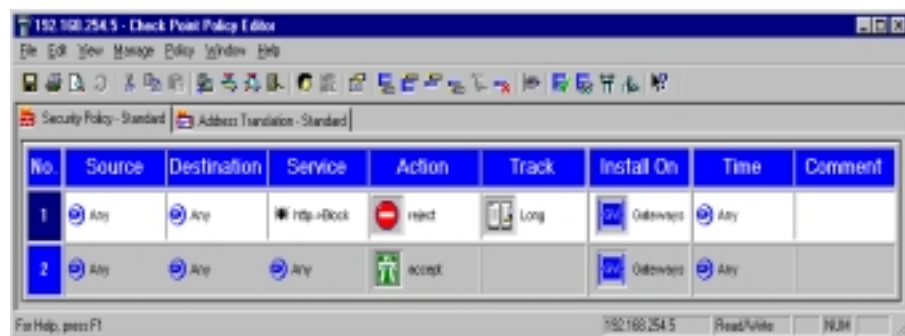 192.168.254.5 - Check Point Policy Editor
File Edit View Manage Policy Window Help
Security Policy - Standard Address Translation - Standard
No. Source Destination Service Action Track Install On Time Comment
1 Any Any http->Block reject Long Gateways Any
2 Any Any Any accept Gateways Any
For Help, press F1 192.168.254.5 Read/Write NUM